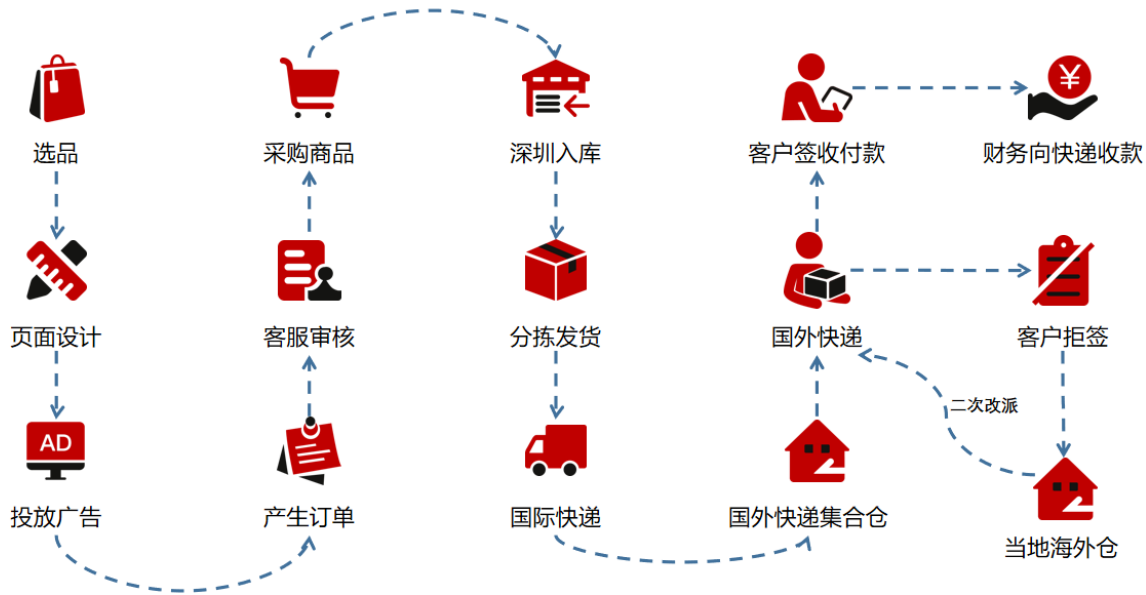 选品
采购商品
深圳入库
客户签收付款
¥
财务向快递收款
页面设计
客服审核
分拣发货
国外快递
客户拒签
二次改派
AD
投放广告
产生订单
国际快递
国外快递集合仓
当地海外仓